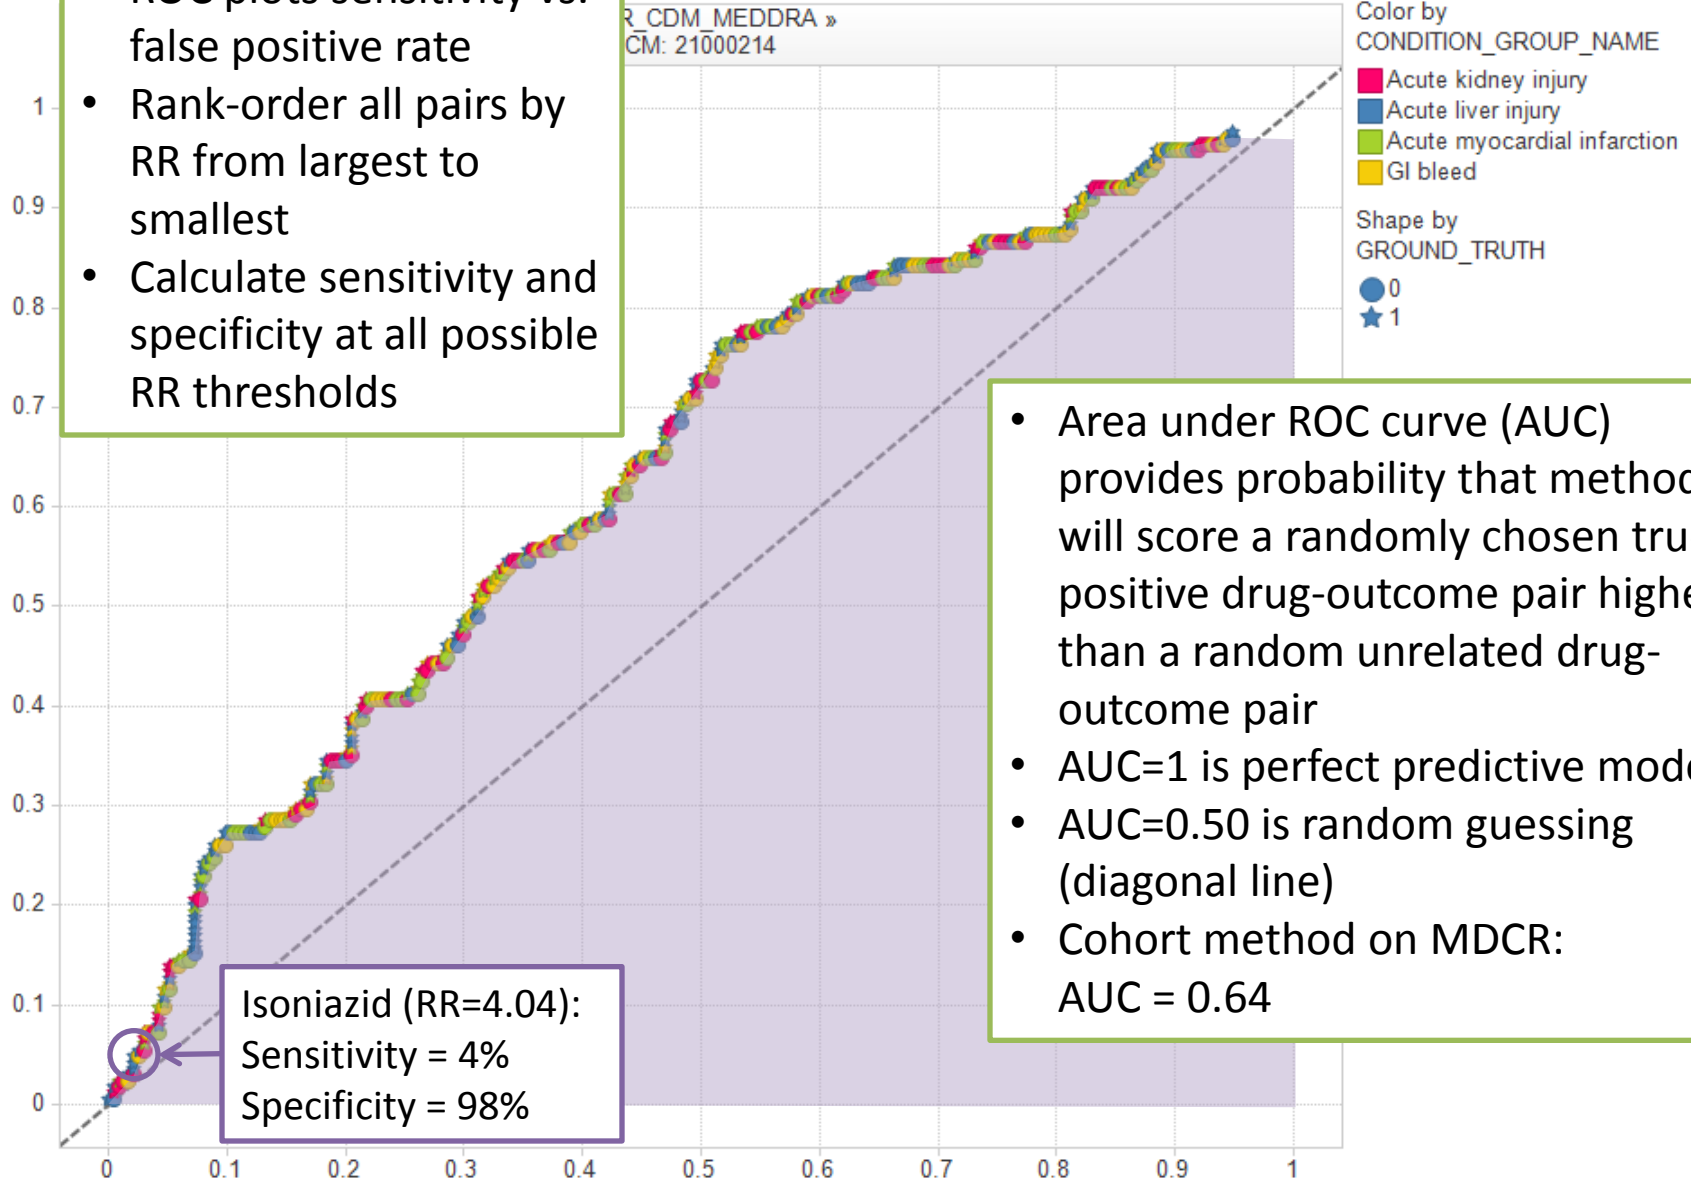 ROC plots sensitivity vs.
false positive rate
• Rank-order all pairs by
RR from largest to
smallest
• Calculate sensitivity and
specificity at all possible
RR thresholds
R_CDM_MEDDRA »
CM: 21000214
Color by
CONDITION_GROUP_NAME
Acute kidney injury
Acute liver injury
Acute myocardial infarction
GI bleed
Shape by
GROUND_TRUTH
0
1
• Area under ROC curve (AUC)
provides probability that method
will score a randomly chosen tru
positive drug-outcome pair highe
than a random unrelated drug-
outcome pair
• AUC=1 is perfect predictive mode
• AUC=0.50 is random guessing
(diagonal line)
• Cohort method on MDCR:
AUC = 0.64
Isoniazid (RR=4.04):
Sensitivity = 4%
Specificity = 98%
1
0.9
0.8
0.7
0.6
0.5
0.4
0.3
0.2
0.1
0
0 0.1 0.2 0.3 0.4 0.5 0.6 0.7 0.8 0.9 1